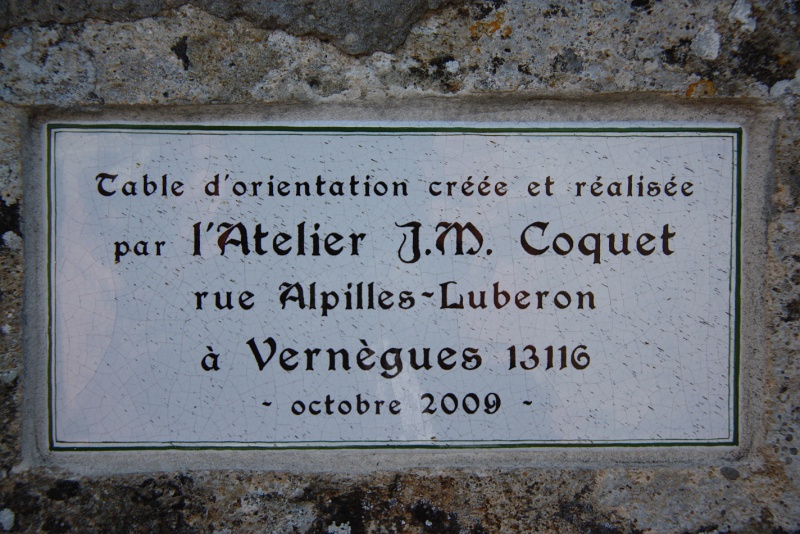 Table d'orientation créée et réalisée
par l'Atelier J.M. Coquet
rue Alpilles-Luberon
à Vernègues 13116
- octobre 2009 -